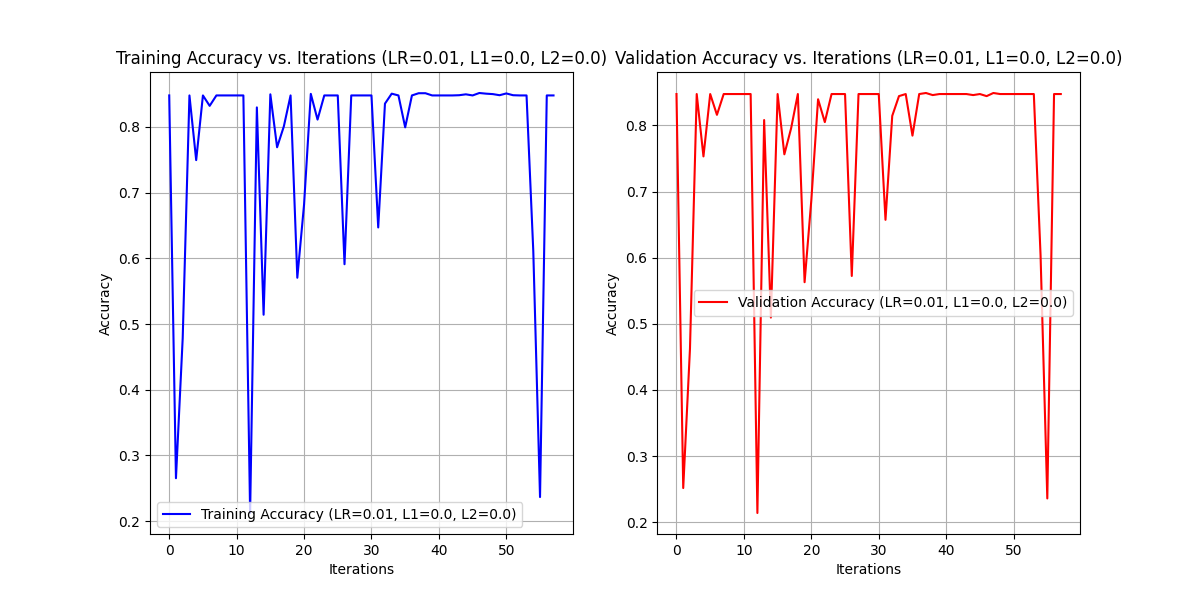 Training Accuracy vs. Iterations (LR=0.01, L1=0.0, L2=0.0)
Accuracy
0.8
0.7
0.6
0.5
0.4
0.3
0.2
Training Accuracy (LR=0.01, L1=0.0, L2=0.0)
0 10 20 30 40 50
Iterations
Validation Accuracy vs. Iterations (LR=0.01, L1=0.0, L2=0.0)
Accuracy
0.8
0.7
0.6
0.5
0.4
0.3
0.2
Validation Accuracy (LR=0.01, L1=0.0, L2=0.0)
0 10 20 30 40 50
Iterations